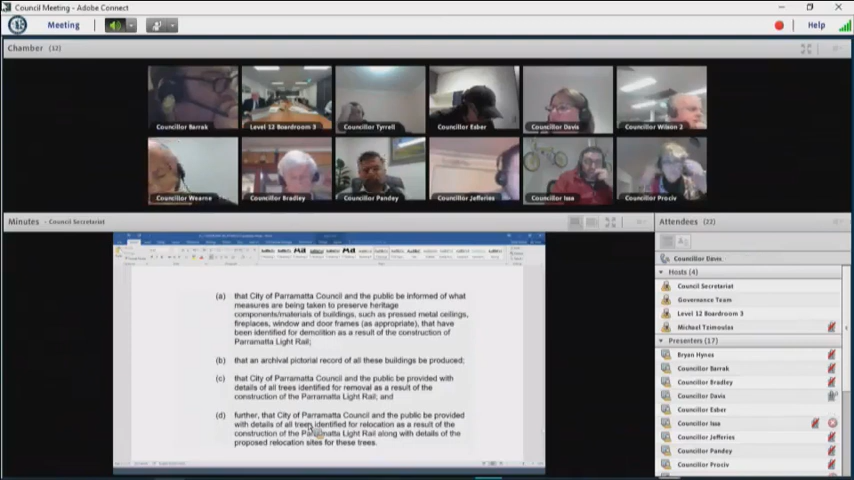 Council Meeting - Adobe Connect
Meeting
Help
Chamber (12)
Councillor Barrak
Level 12 Boardroom 3
Councillor Tyrrell
Councillor Esber
Councillor Davis
Councillor Wilson 2
Councillor Wearne
Councillor Bradley
Councillor Pandey
Councillor Jefferies
Councillor Issa
Councillor Prociv
Minutes - Council Secretariat
(a) that City of Parramatta Council and the public be informed of what
measures are being taken to preserve heritage
components/materials of buildings, such as pressed metal ceilings,
fireplaces, window and door frames (as appropriate), that have
been identified for demolition as a result of the construction of
Parramatta Light Rail;
(b) that an archival pictorial record of all these buildings be produced;
(c) that City of Parramatta Council and the public be provided with
details of all trees identified for removal as a result of the
construction of the Parramatta Light Rail; and
(d) further, that City of Parramatta Council and the public be provided
with details of all trees identified for relocation as a result of the
construction of the Parramatta Light Rail along with details of the
proposed relocation sites for these trees.
Attendees (22)
Councillor Davis
Hosts (4)
Council Secretariat
Governance Team
Level 12 Boardroom 3
Michael Tzimoulas
Presenters (17)
Bryan Hynes
Councillor Barrak
Councillor Bradley
Councillor Davis
Councillor Esber
Councillor Issa
Councillor Jefferies
Councillor Pandey
Councillor Prociv